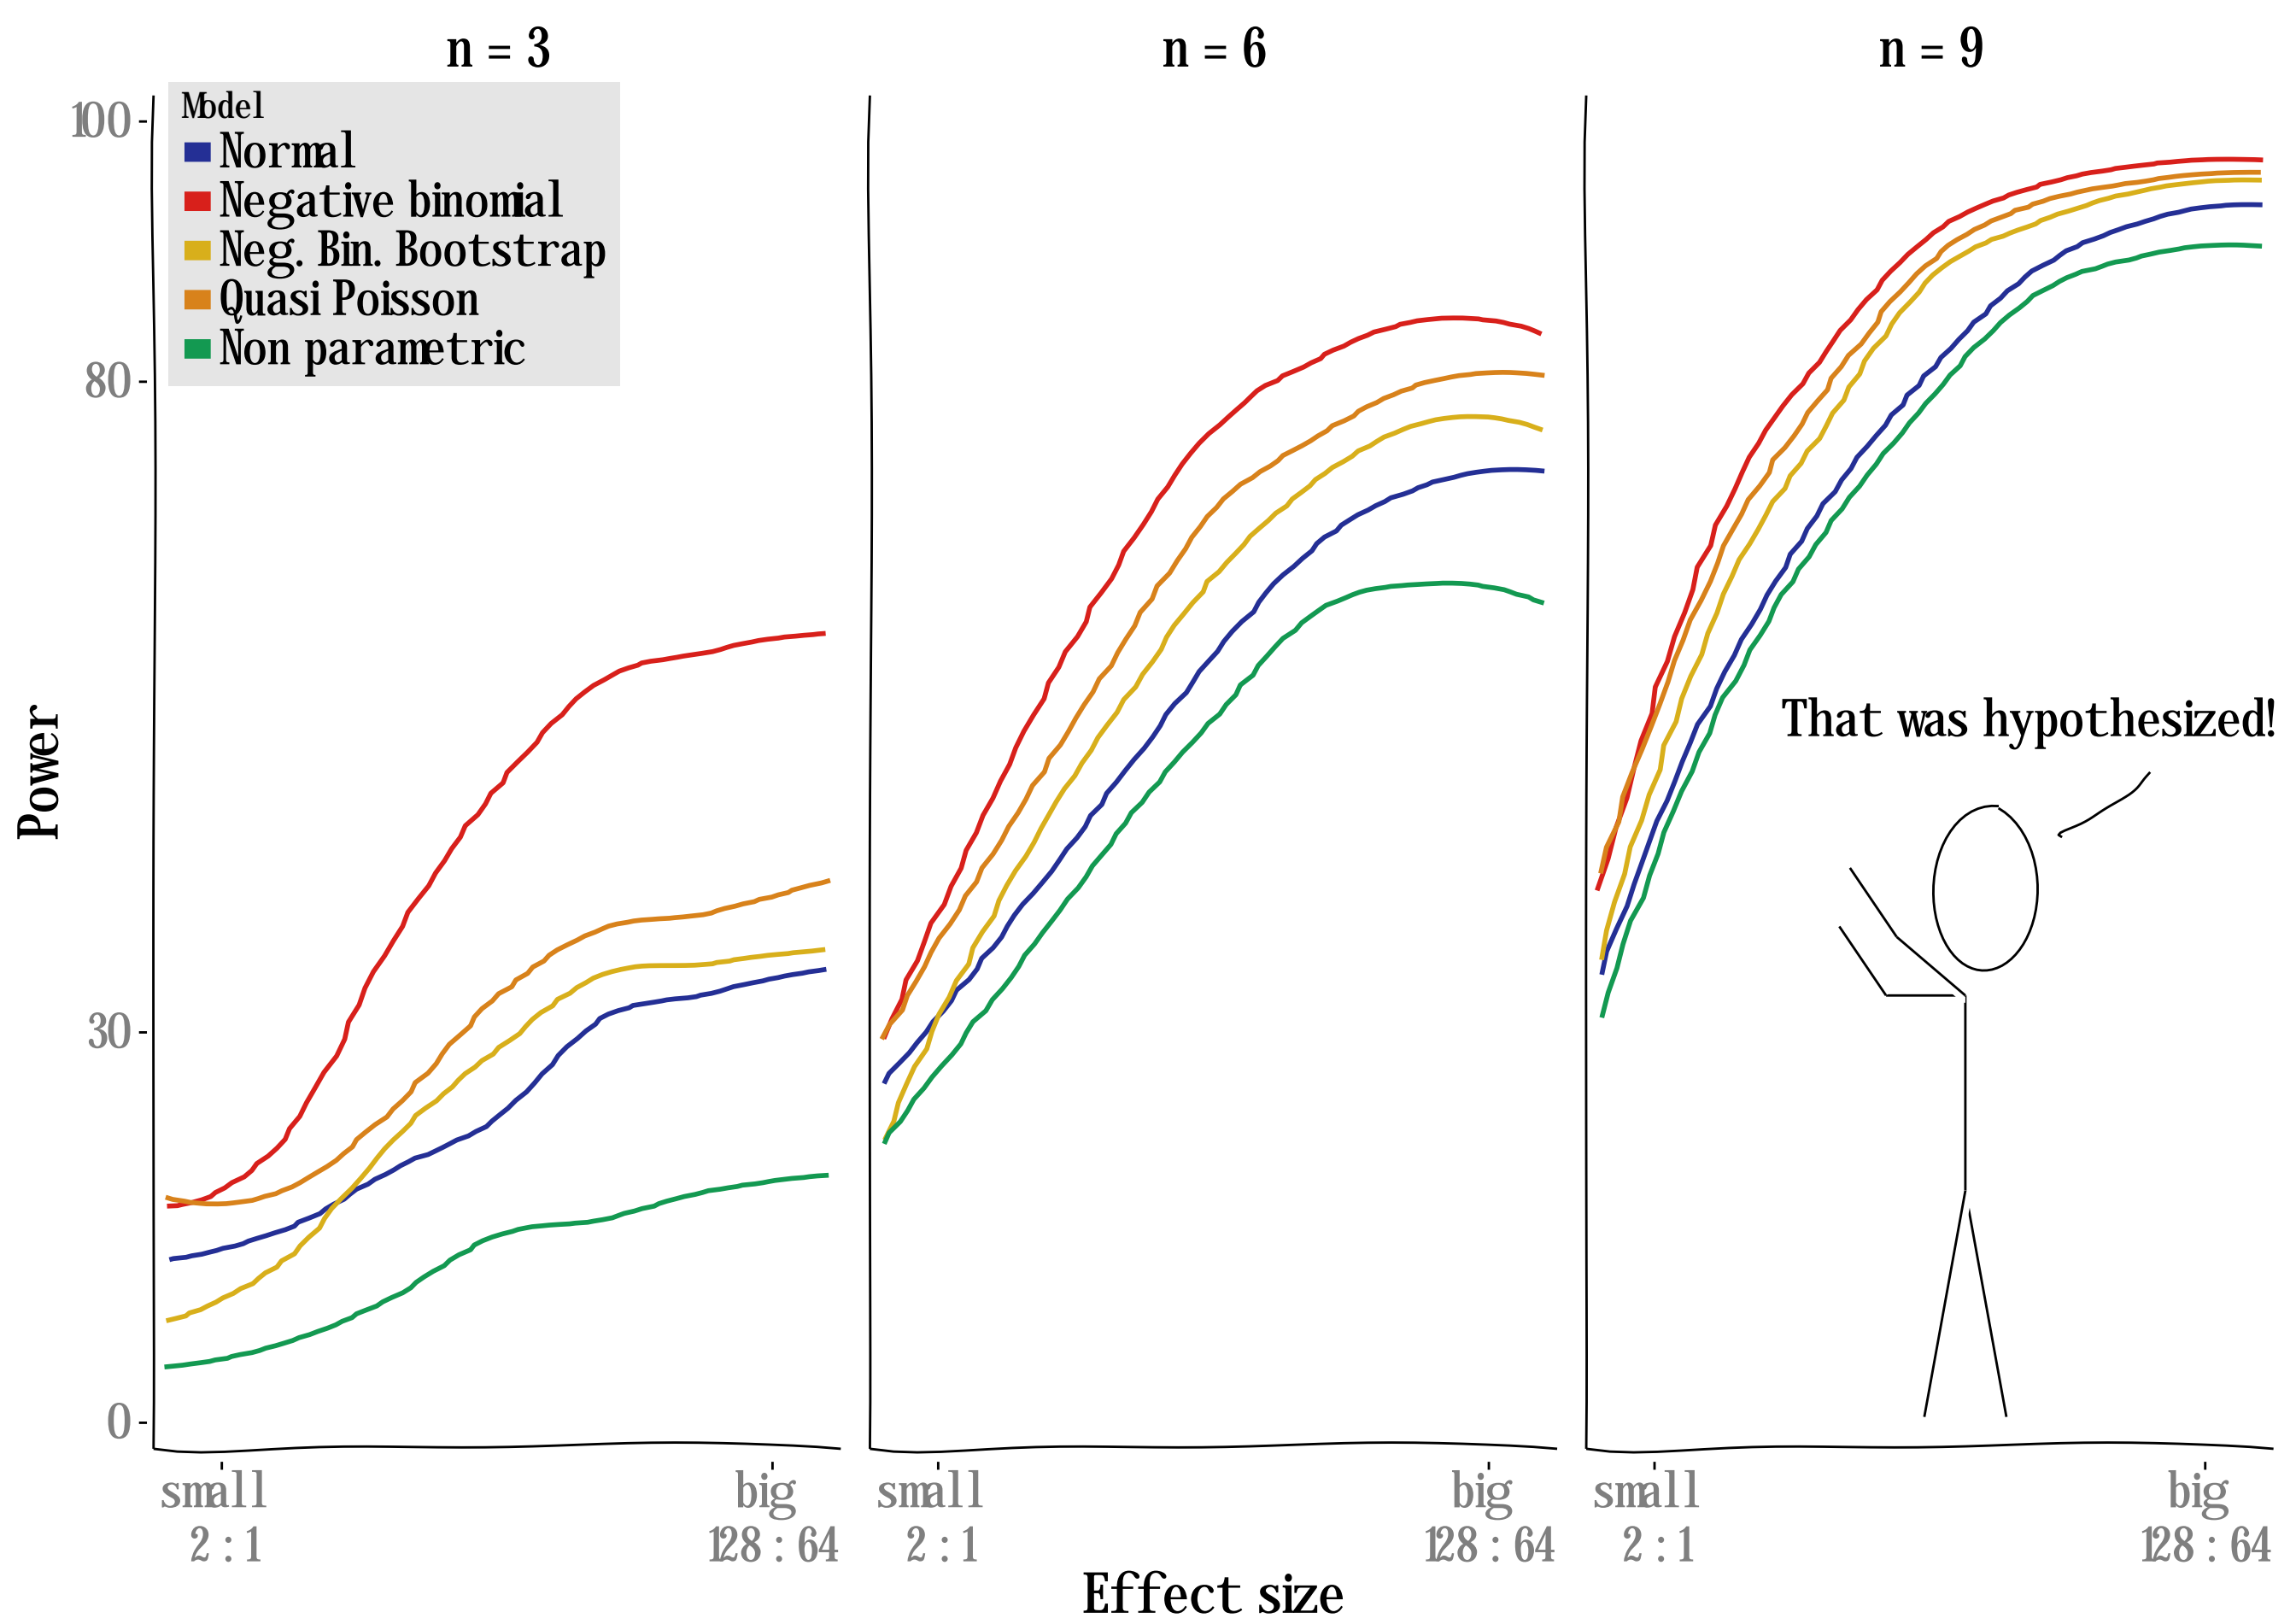 n = 3
n = 6
n = 9
Model
Normal
Negative binomial
Neg. Bin. Bootstrap
Quasi Poisson
Non parametric
100
80
30
0
Power
That was hypothesized!
small
2 : 1
big
128 : 64
small
2 : 1
big
128 : 64
small
2 : 1
big
128 : 64
Effect size